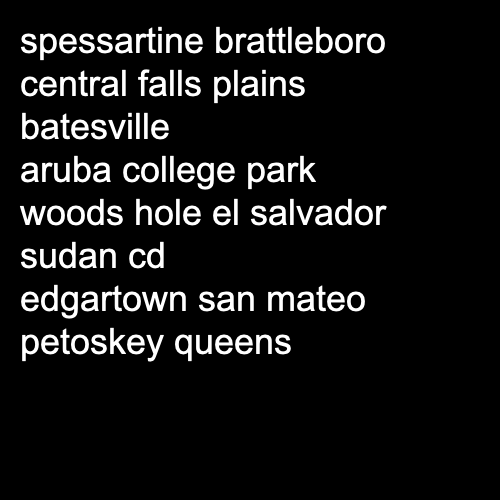 spessartine brattleboro
central falls plains
batesville
aruba college park
woods hole el salvador
sudan cd
edgartown san mateo
petoskey queens